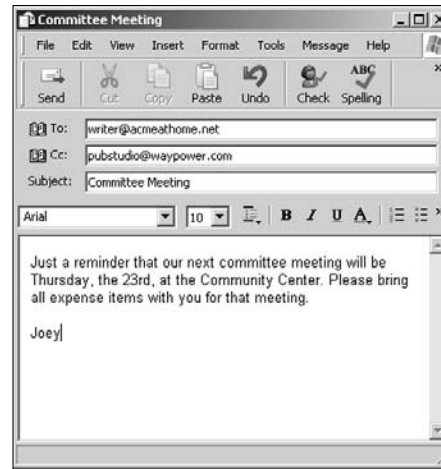 Committee Meeting
File Edit View Insert Format Tools Message Help
ABC
Send Cut Copy Paste Undo Check Spelling
To: writer@acmeathome.net
Cc: pubstudio@waypower.com
Subject: Committee Meeting
Arial 10 B I U A
Just a reminder that our next committee meeting will be
Thursday, the 23rd, at the Community Center. Please bring
all expense items with you for that meeting.
Joey